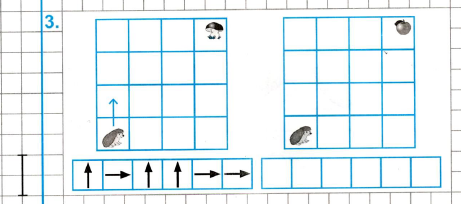 3.
↑ → ↑ ↑ → →